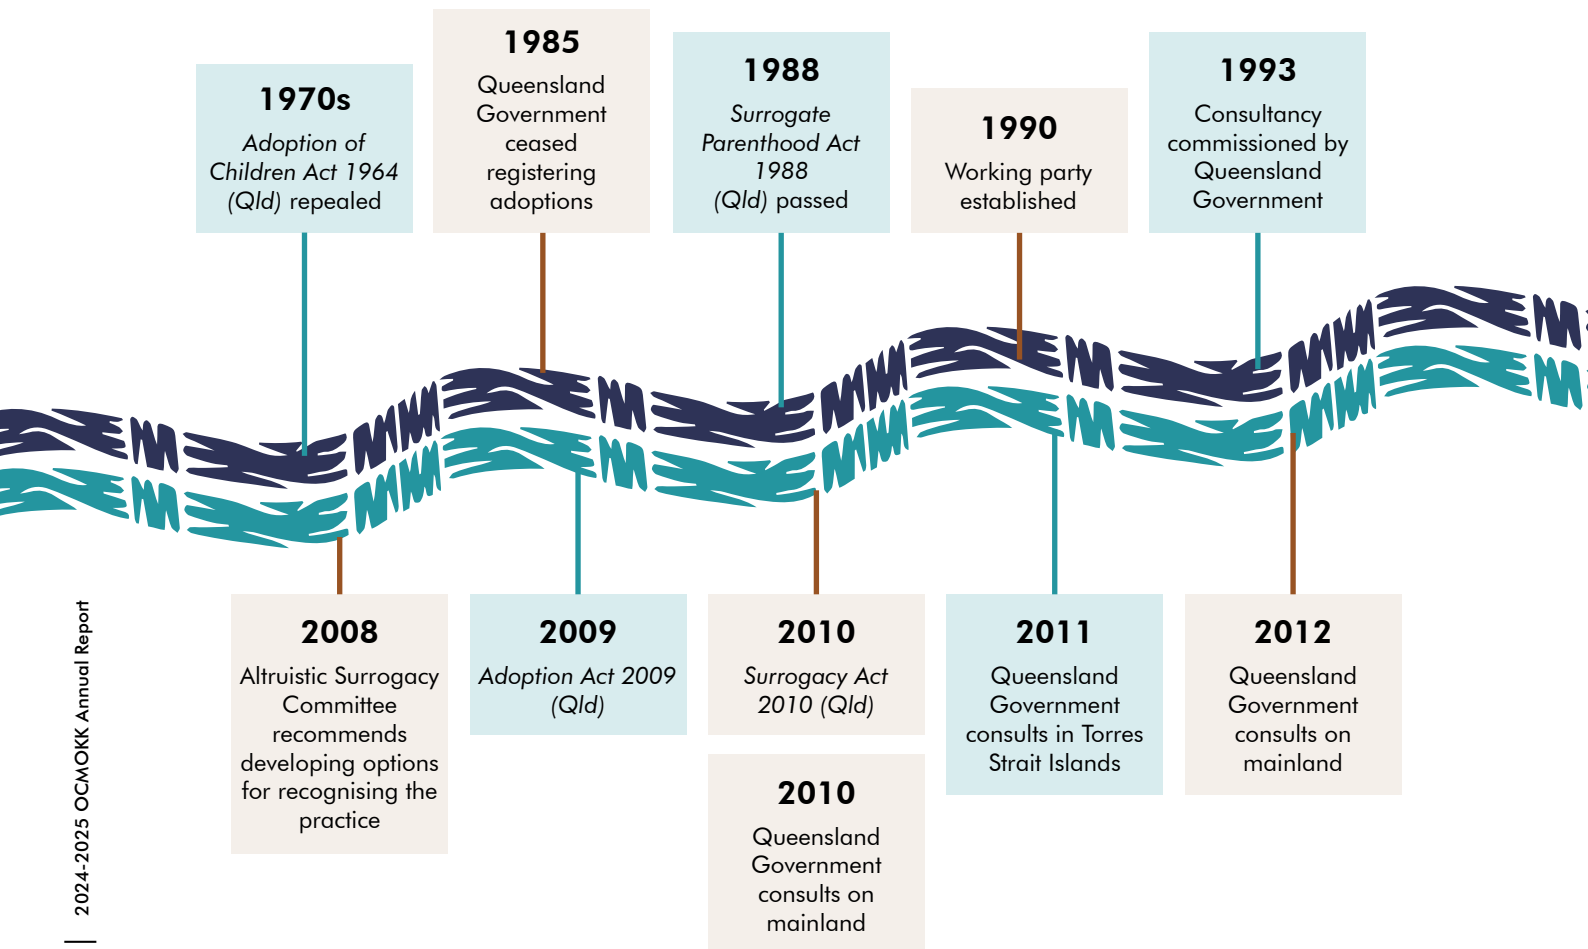 1970s
Adoption of
Children Act 1964
(Qld) repealed
1985
Queensland
Government
ceased
registering
adoptions
1988
Surrogate
Parenthood Act
1988
(Qld) passed
1990
Working party
established
1993
Consultancy
commissioned by
Queensland
Government
2008
Altruistic Surrogacy
Committee
recommends
developing options
for recognising the
practice
2009
Adoption Act 2009
(Qld)
2010
Surrogacy Act
2010 (Qld)
2010
Queensland
Government
consults on
mainland
2011
Queensland
Government
consults in Torres
Strait Islands
2012
Queensland
Government
consults on
mainland
2024-2025 OCMOKK Annual Report